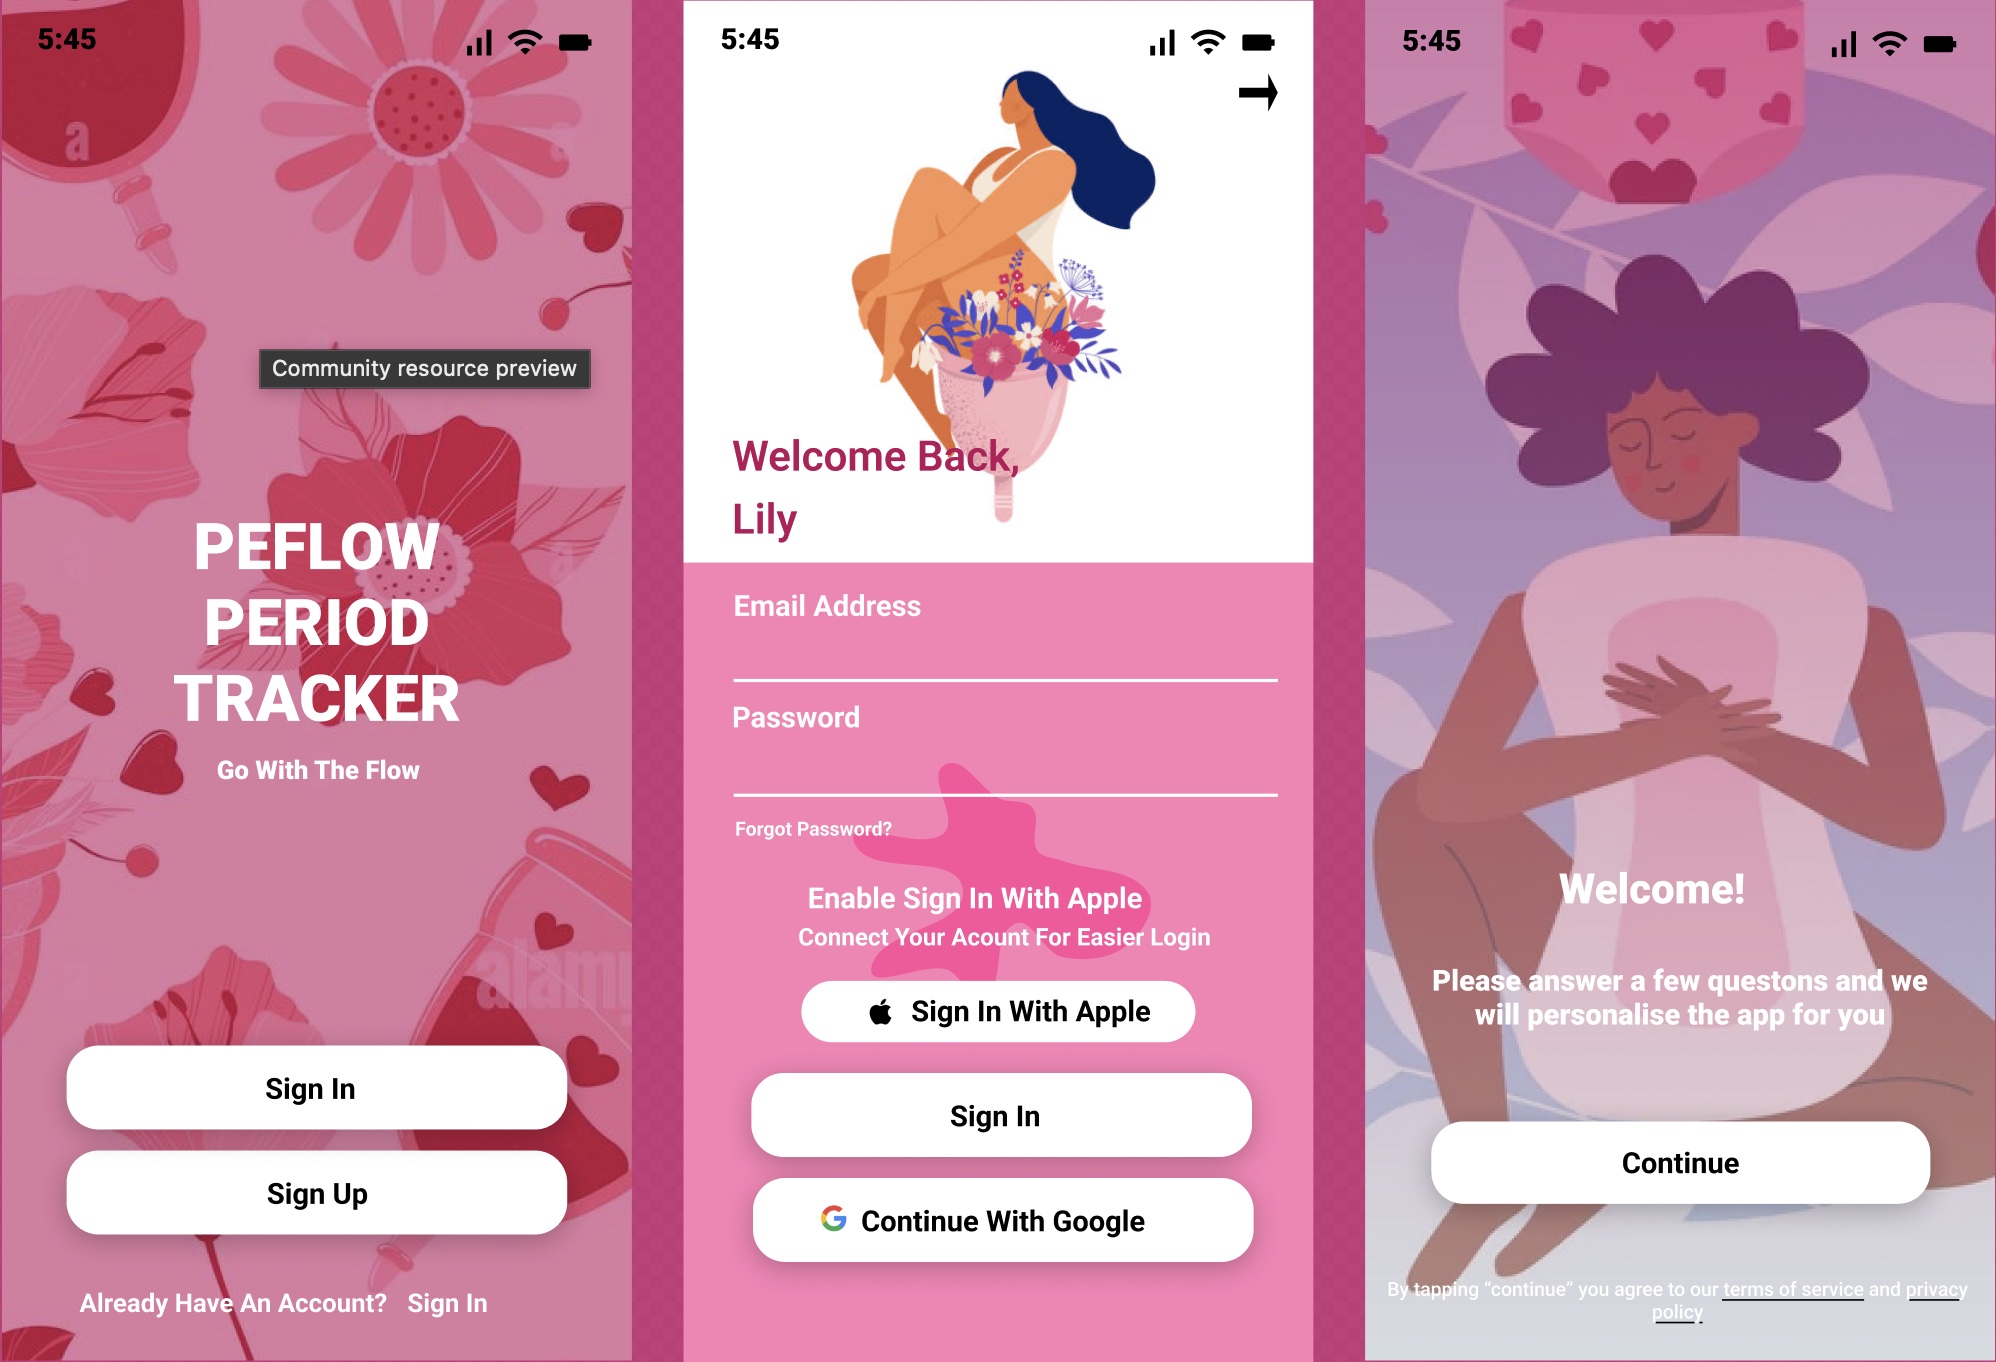 5:45
a
a
Community resource preview
a
a
PEFLOW
PERIOD
TRACKER
Go With The Flow
alamy
Sign In
Sign Up
Already Have An Account? Sign In
5:45
Welcome Back,
Lily
Email Address
Password
Forgot Password?
Enable Sign In With Apple
Connect Your Acount For Easier Login
Sign In With Apple
Sign In
Continue With Google
5:45
Welcome!
Please answer a few questons and we
will personalise the app for you
Continue
By tapping “continue” you agree to our terms of service and privacy
policy